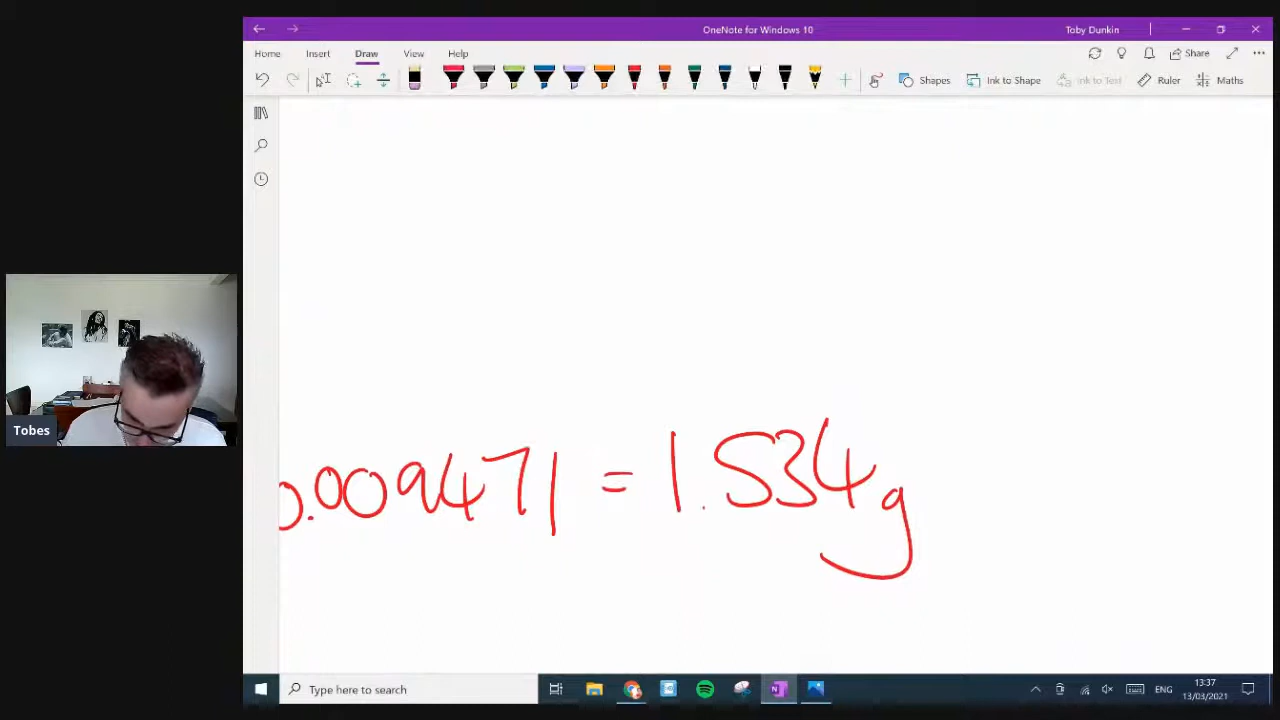 OneNote for Windows 10
Toby Dunkin
Home Insert Draw View Help
Share
Shapes Ink to Shape Ink to Text Ruler Maths
Tobes
0.009471 = 1.534g
Type here to search
ENG
13:37
13/03/2021